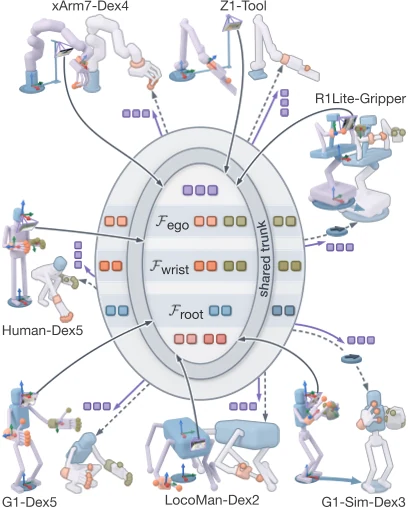 xArm7-Dex4
Z1-Tool
R1Lite-Gripper
ℱego
ℱwrist
ℱroot
shared trunk
Human-Dex5
G1-Dex5
LocoMan-Dex2
G1-Sim-Dex3